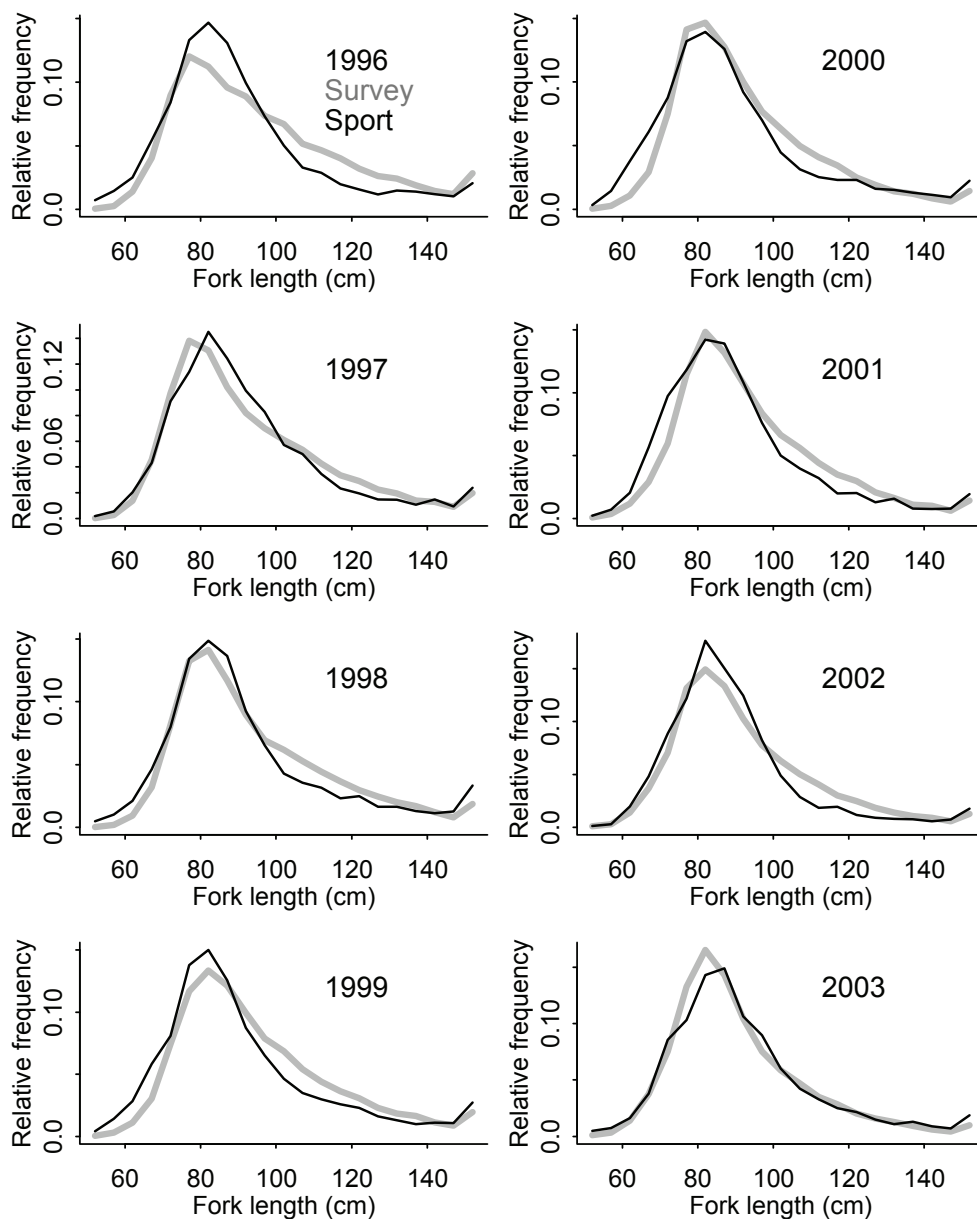 Relative frequency
0.10
0.0
1996
Survey
Sport
60 80 100 120 140
Fork length (cm)
Relative frequency
0.10
0.0
2000
60 80 100 120 140
Fork length (cm)
Relative frequency
0.12
0.06
0.0
1997
60 80 100 120 140
Fork length (cm)
Relative frequency
0.10
0.0
2001
60 80 100 120 140
Fork length (cm)
Relative frequency
0.10
0.0
1998
60 80 100 120 140
Fork length (cm)
Relative frequency
0.10
0.0
2002
60 80 100 120 140
Fork length (cm)
Relative frequency
0.10
0.0
1999
60 80 100 120 140
Fork length (cm)
Relative frequency
0.10
0.0
2003
60 80 100 120 140
Fork length (cm)